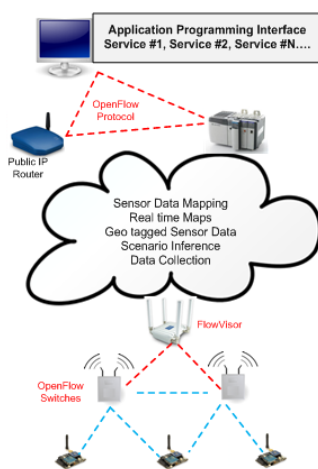 Application Programming Interface
Service #1, Service #2, Service #N....
OpenFlow
Protocol
Public IP
Router
Sensor Data Mapping
Real time Maps
Geo tagged Sensor Data
Scenario Inference
Data Collection
FlowVisor
OpenFlow
Switches